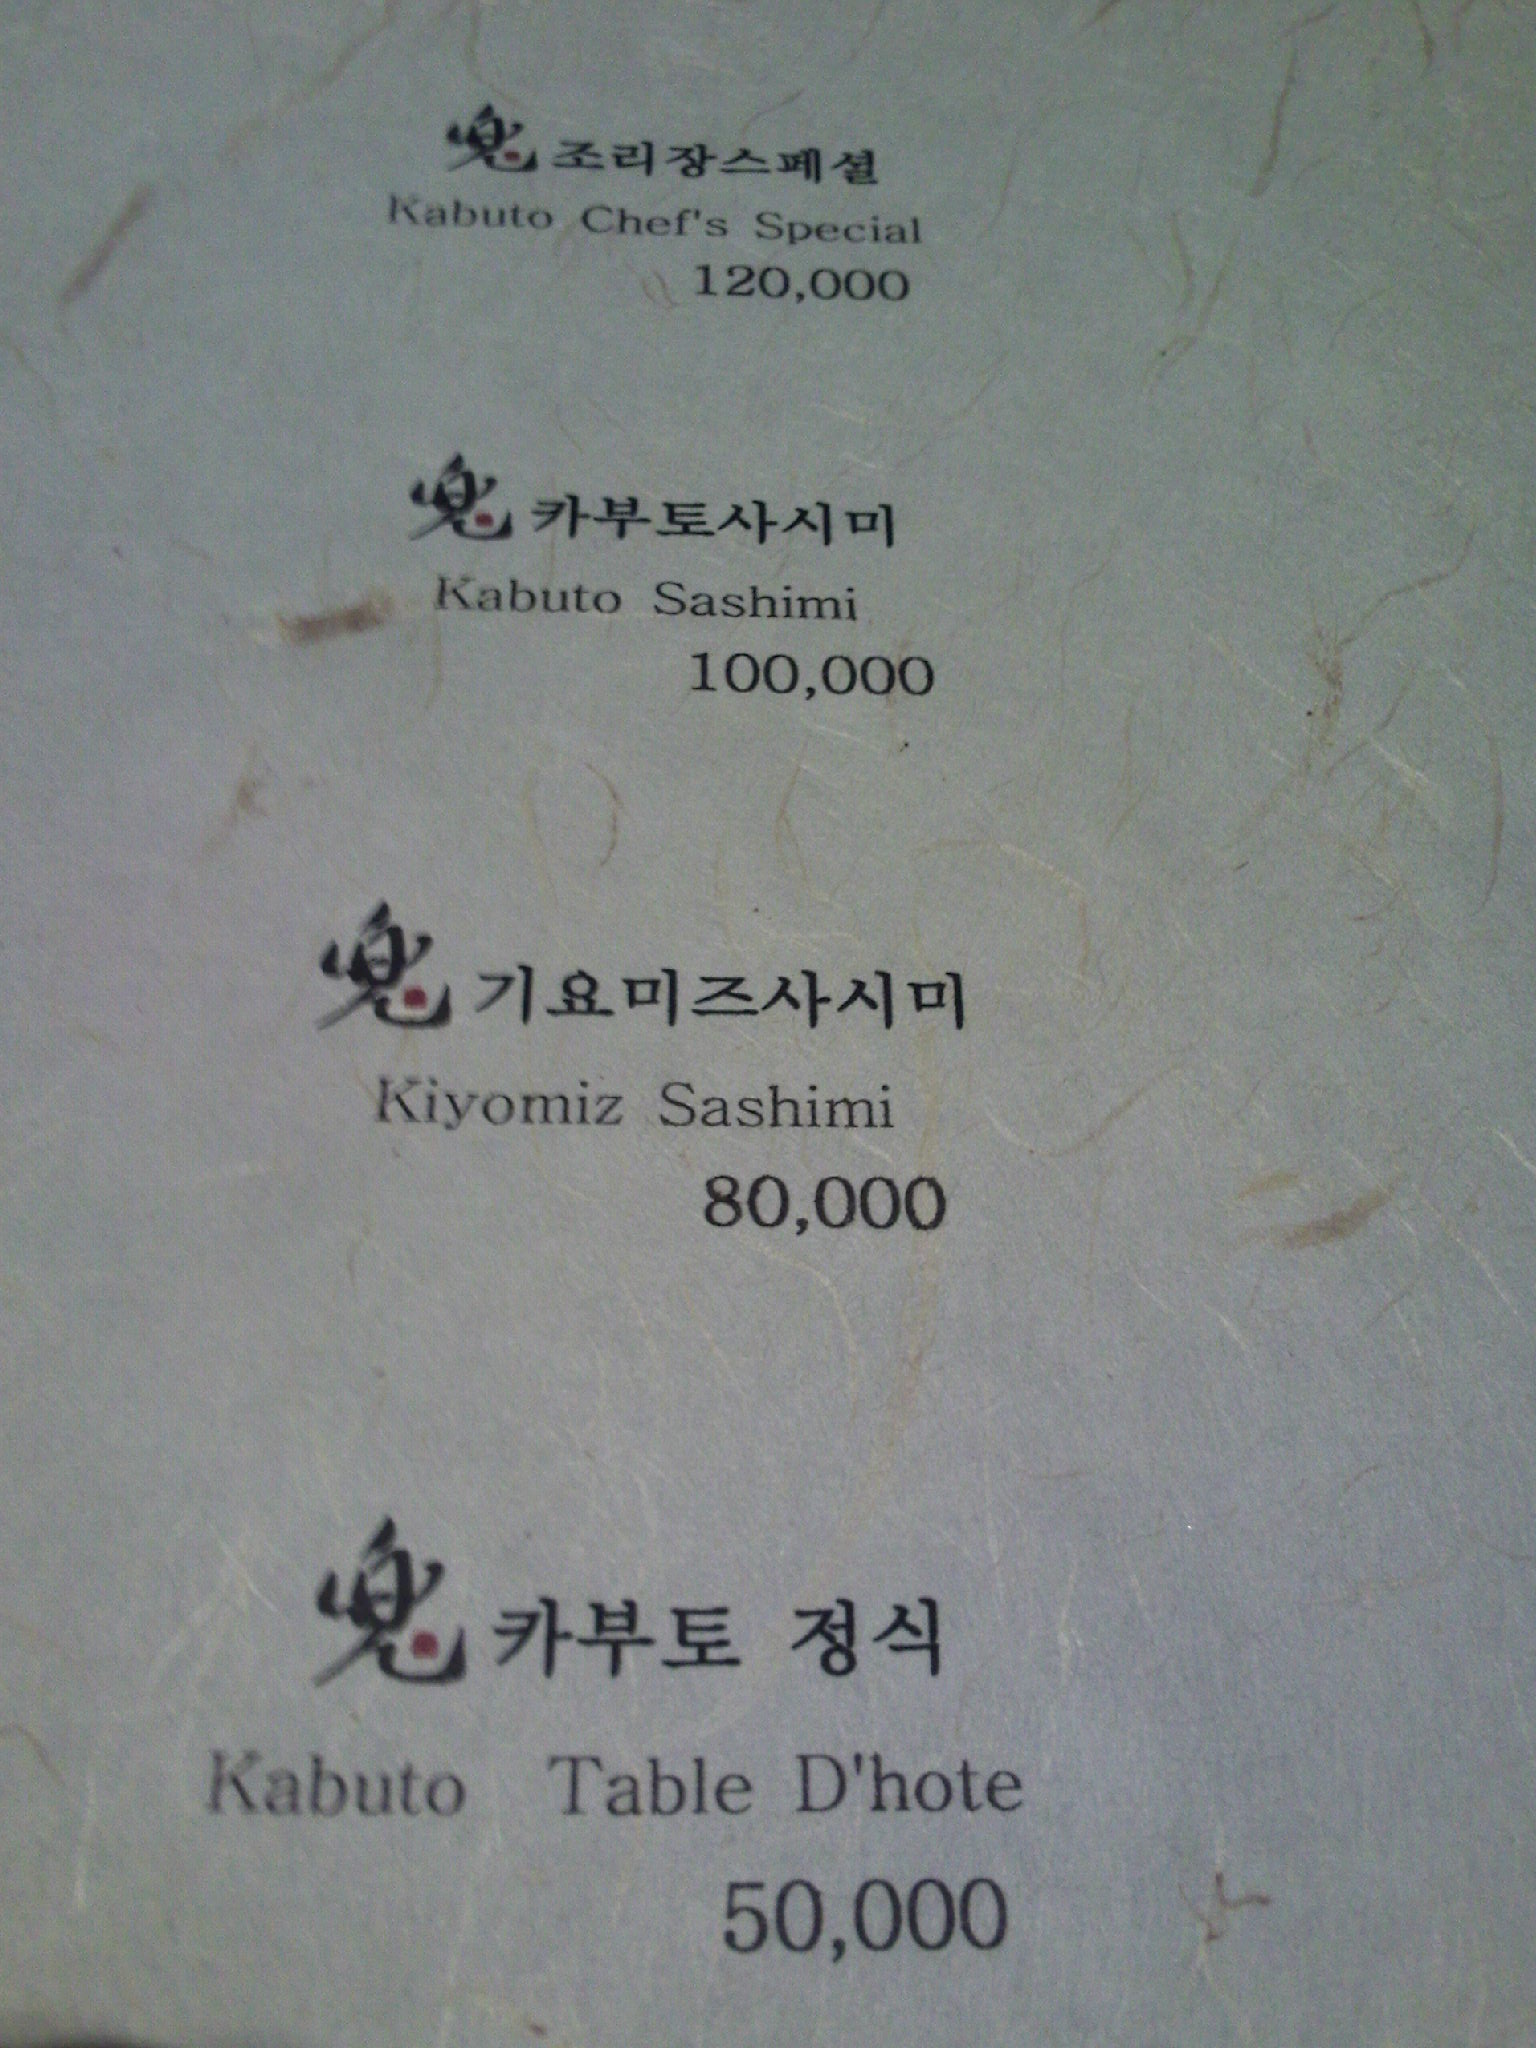 兜 조리장스페셜
Kabuto Chef's Special
120,000
兜 카부토사시미
Kabuto Sashimi
100,000
兜 기요미즈사시미
Kiyomiz Sashimi
80,000
兜 카부토 정식
Kabuto Table D'hote
50,000